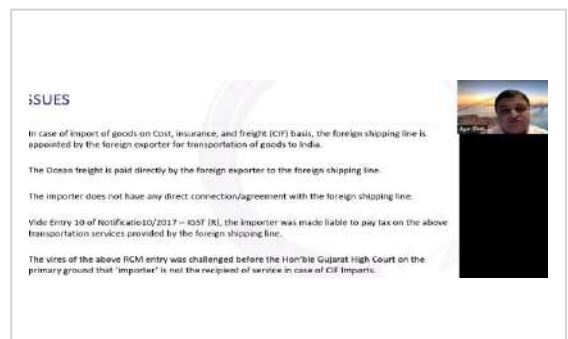 SSUES
In case of import of goods on Cost, insurance, and freight (CIF) basis, the foreign shipping line is
appointed by the foreign exporter for transportation of goods to India.
The Ocean freight is paid directly by the foreign exporter to the foreign shipping line.
The importer does not have any direct connection/agreement with the foreign shipping line.
Vide Entry 10 of Notificatio10/2017 – IGST (R), the importer was made liable to pay tax on the above
transportation services provided by the foreign shipping line.
The vires of the above RCM entry was challenged before the Hon'ble Gujarat High Court on the
primary ground that 'importer' is not the recipient of service in case of CIF Imports.